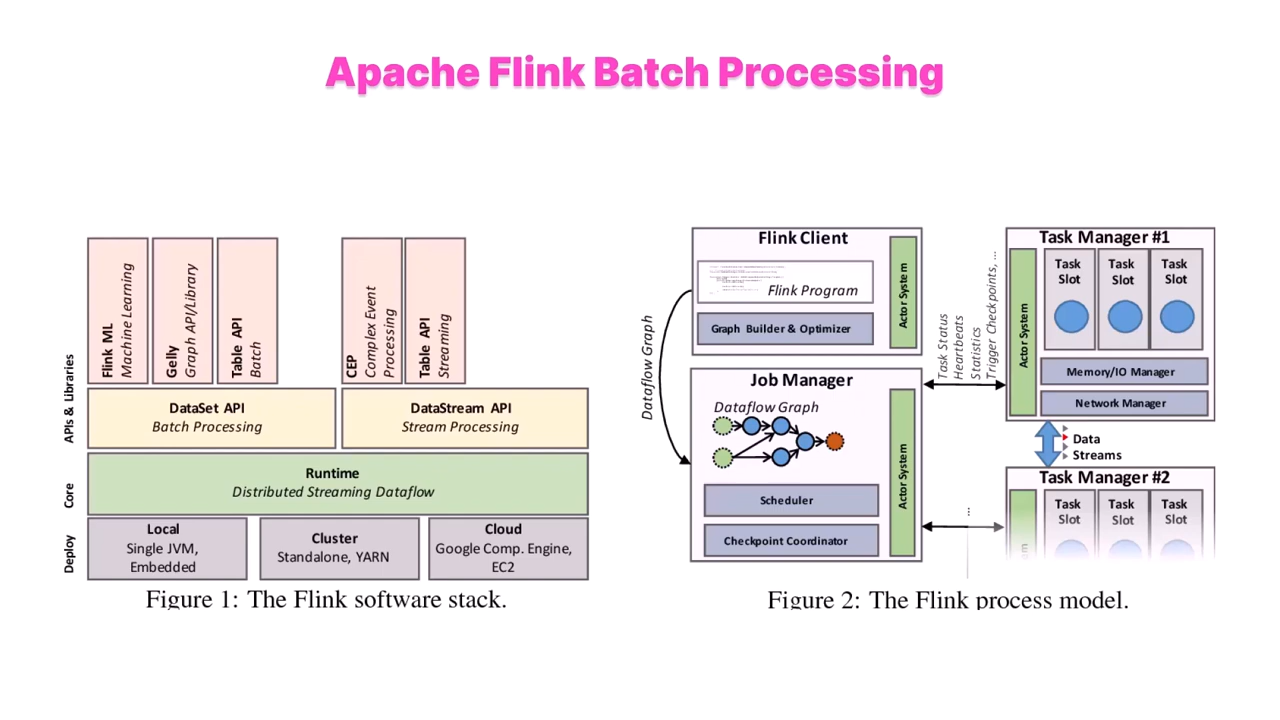 Apache Flink Batch Processing
APIs & Libraries
Core
Deploy
Flink ML
Machine Learning
Gelly
Graph API/Library
Table API
Batch
CEP
Complex Event
Processing
Table API
Streaming
DataSet API
Batch Processing
DataStream API
Stream Processing
Runtime
Distributed Streaming Dataflow
Local
Single JVM,
Embedded
Cluster
Standalone, YARN
Cloud
Google Comp. Engine,
EC2
Figure 1: The Flink software stack.
Dataflow Graph
Flink Client
Flink Program
Graph Builder & Optimizer
Actor System
Job Manager
Dataflow Graph
Scheduler
Checkpoint Coordinator
Actor System
Task Status
Heartbeats
Statistics
Trigger Checkpoints, ...
...
Task Manager #1
Actor System
Task
Slot
Task
Slot
Task
Slot
Memory/IO Manager
Network Manager
Data
Streams
Task Manager #2
Task
Slot
Task
Slot
Task
Slot
Figure 2: The Flink process model.